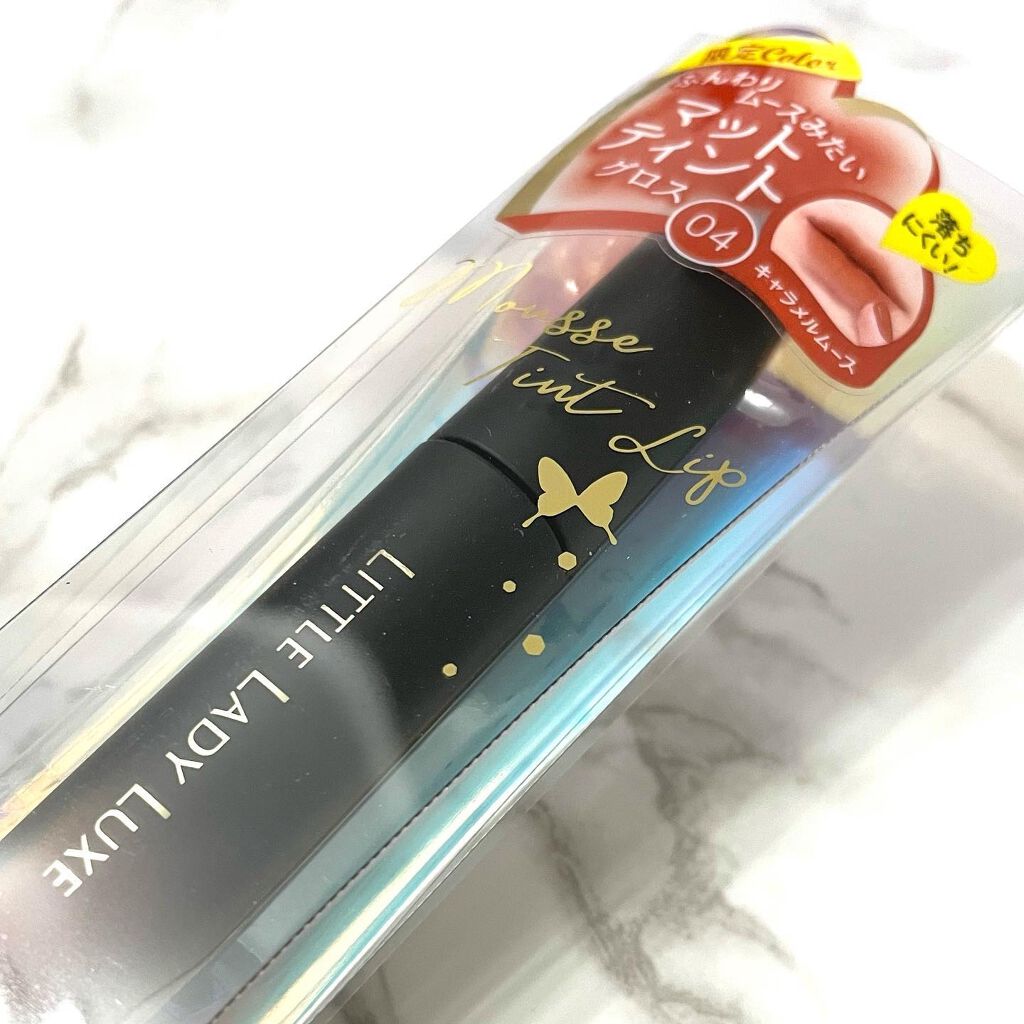 限定Color
ふんわり
ムースみたい
マット
ティント
グロス
04
キャラメルムース
落ち
にくい!
Mousse
Tint Lip
LITTLE LADY LUXE